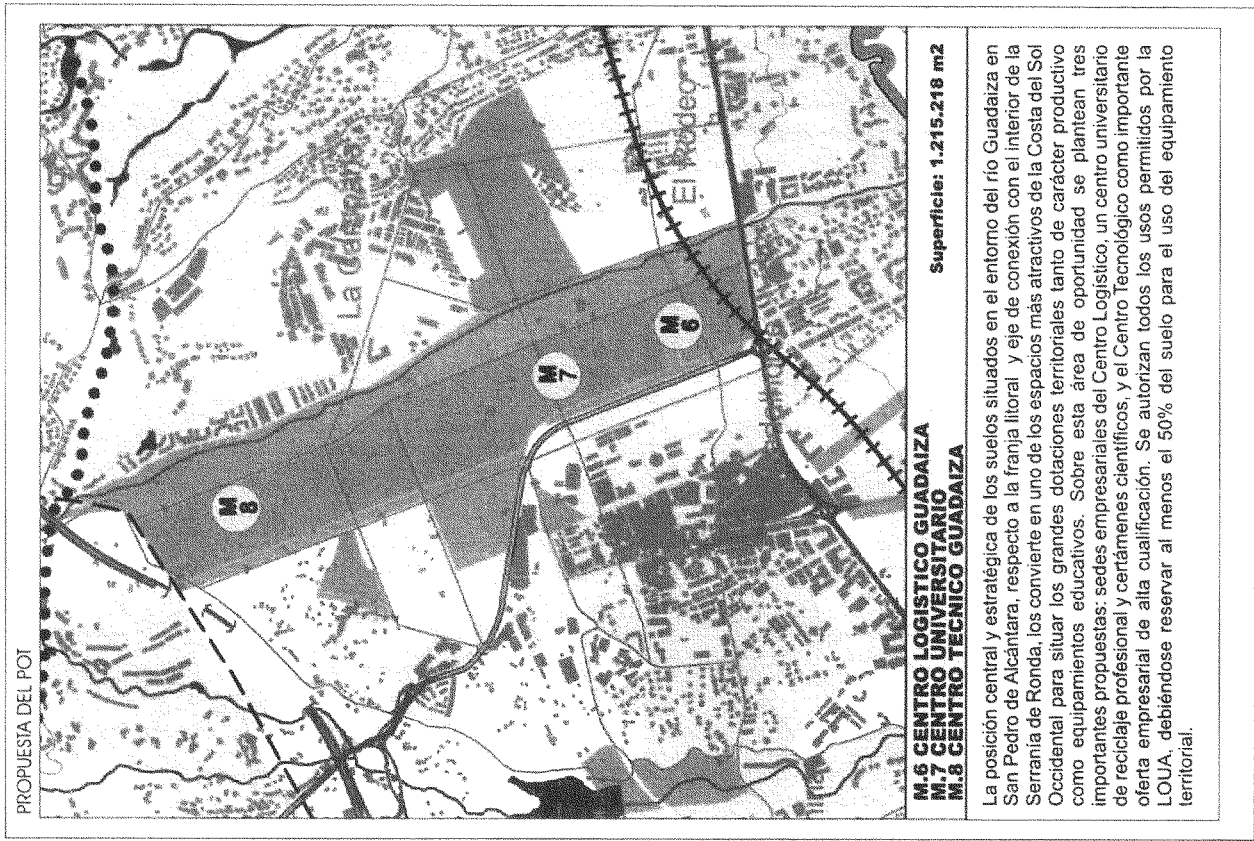 PROPUESTA DEL POT
La Campana
M
8
M
7
M
6
El Rodeo
M.6 CENTRO LOGISTICO GUADAIZA
M.7 CENTRO UNIVERSITARIO
M.8 CENTRO TECNICO GUADAIZA
Superficie: 1.215.218 m2
La posición central y estratégica de los suelos situados en el entorno del río Guadaiza en
San Pedro de Alcántara, respecto a la franja litoral y eje de conexión con el interior de la
Serranía de Ronda, los convierte en uno de los espacios más atractivos de la Costa del Sol
Occidental para situar los grandes dotaciones territoriales tanto de carácter productivo
como equipamientos educativos. Sobre esta área de oportunidad se plantean tres
importantes propuestas: sedes empresariales del Centro Logístico, un centro universitario
de reciclaje profesional y certámenes científicos, y el Centro Tecnológico como importante
oferta empresarial de alta cualificación. Se autorizan todos los usos permitidos por la
LOUA, debiéndose reservar al menos el 50% del suelo para el uso del equipamiento
territorial.